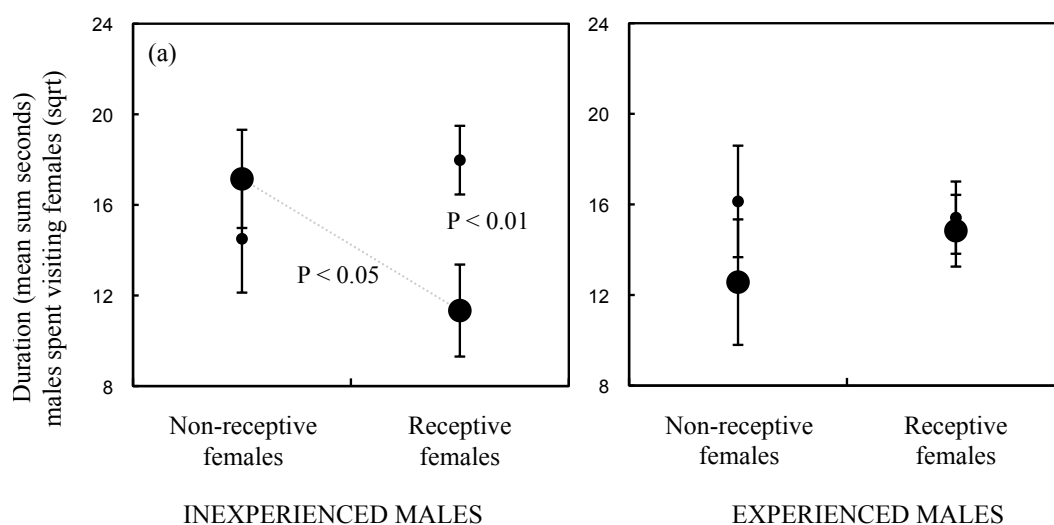 Duration (mean sum seconds)
males spent visiting females (sqrt)
24
20
16
12
8
(a)
P < 0.01
P < 0.05
Non-receptive
females
Receptive
females
INEXPERIENCED MALES
24
20
16
12
8
Non-receptive
females
Receptive
females
EXPERIENCED MALES